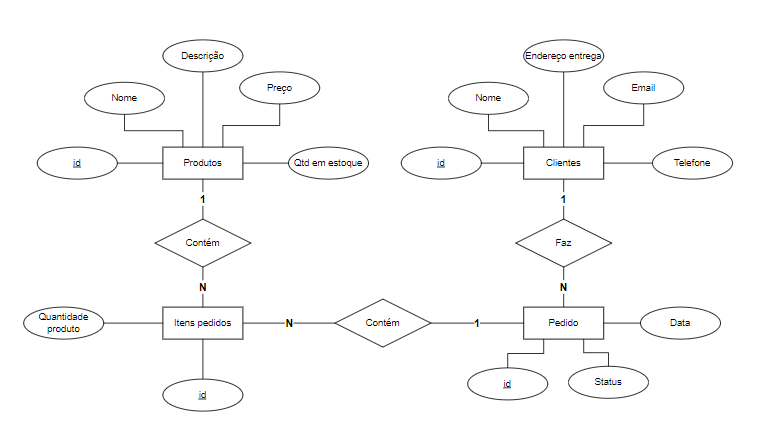 Descrição
Endereço entrega
Nome
Preço
Nome
Email
id
Produtos
Qtd em estoque
id
Clientes
Telefone
1
1
Contém
Faz
N
N
Quantidade
produto
Itens pedidos
N
Contém
1
Pedido
Data
id
id
Status